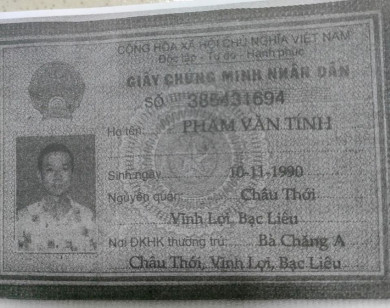 CỘNG HÒA XÃ HỘI CHỦ NGHĨA VIỆT NAM
Độc lập - Tự do - Hạnh phúc
GIẤY CHỨNG MINH NHÂN DÂN
SỐ 385431694
Họ tên: PHẠM VĂN TÍNH
Sinh ngày 10-11-1990
Nguyên quán: Châu Thới
Vĩnh Lợi, Bạc Liêu
Nơi ĐKHK thường trú: Bà Chăng A
Châu Thới, Vĩnh Lợi, Bạc Liêu